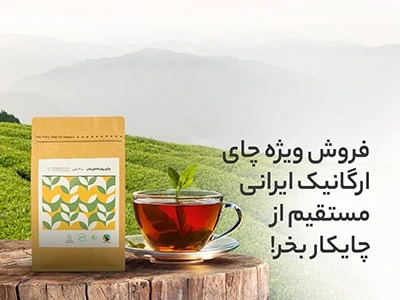 فروش ویژه چای
ارگانیک ایرانی
مستقیم از
چایکار بخر!